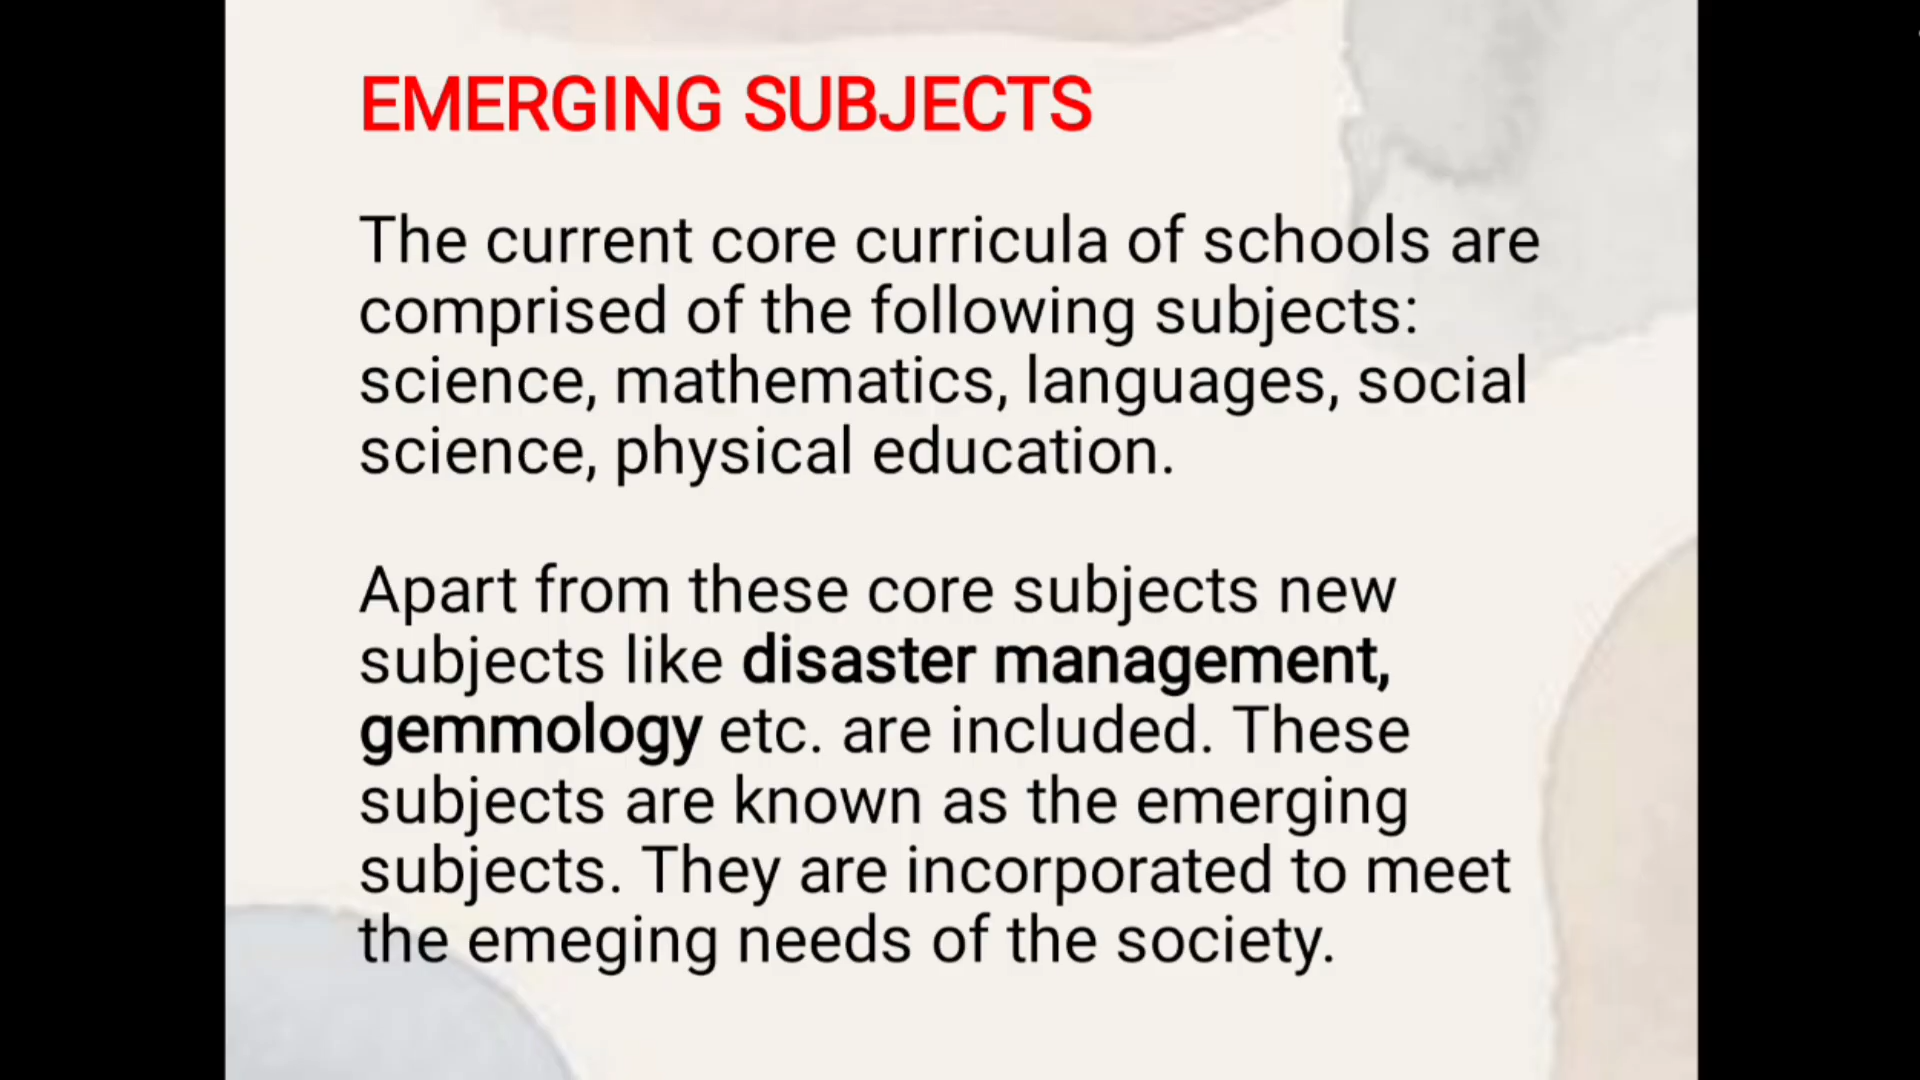 EMERGING SUBJECTS
The current core curricula of schools are
comprised of the following subjects:
science, mathematics, languages, social
science, physical education.
Apart from these core subjects new
subjects like disaster management,
gemmology etc. are included. These
subjects are known as the emerging
subjects. They are incorporated to meet
the emeging needs of the society.